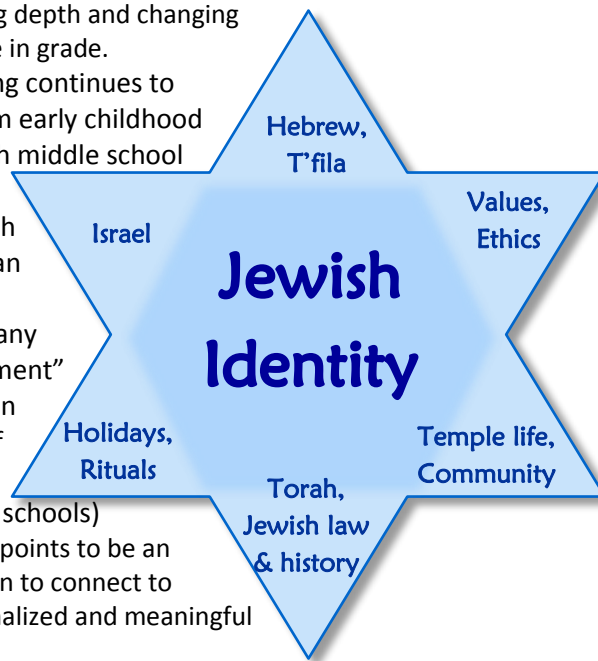 g depth and changing
e in grade.
ng continues to
m early childhood
n middle school
h
an
any
ment”
n
f
schools)
points to be an
n to connect to
nalized and meaningful
Hebrew,
T’fila
Values,
Ethics
Israel
Jewish
Identity
Holidays,
Rituals
Temple life,
Community
Torah,
Jewish law
& history